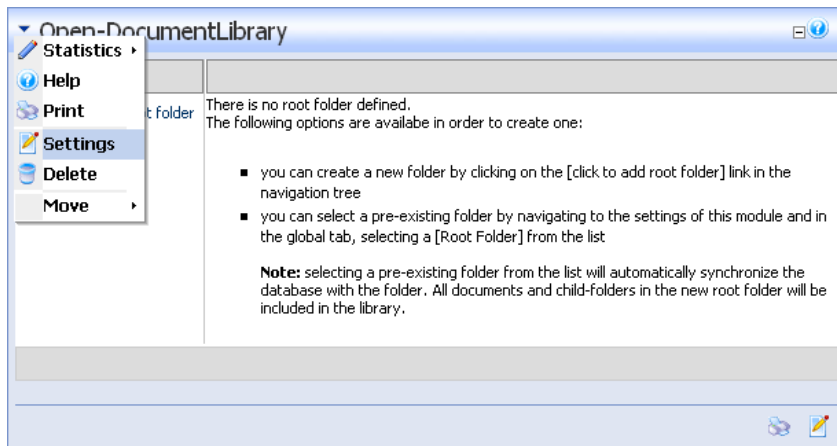 Open-DocumentLibrary
Statistics
Help
Print
Settings
Delete
Move
t folder
There is no root folder defined.
The following options are availabe in order to create one:
you can create a new folder by clicking on the [click to add root folder] link in the
navigation tree
you can select a pre-existing folder by navigating to the settings of this module and in
the global tab, selecting a [Root Folder] from the list
Note: selecting a pre-existing folder from the list will automatically synchronize the
database with the folder. All documents and child-folders in the new root folder will be
included in the library.